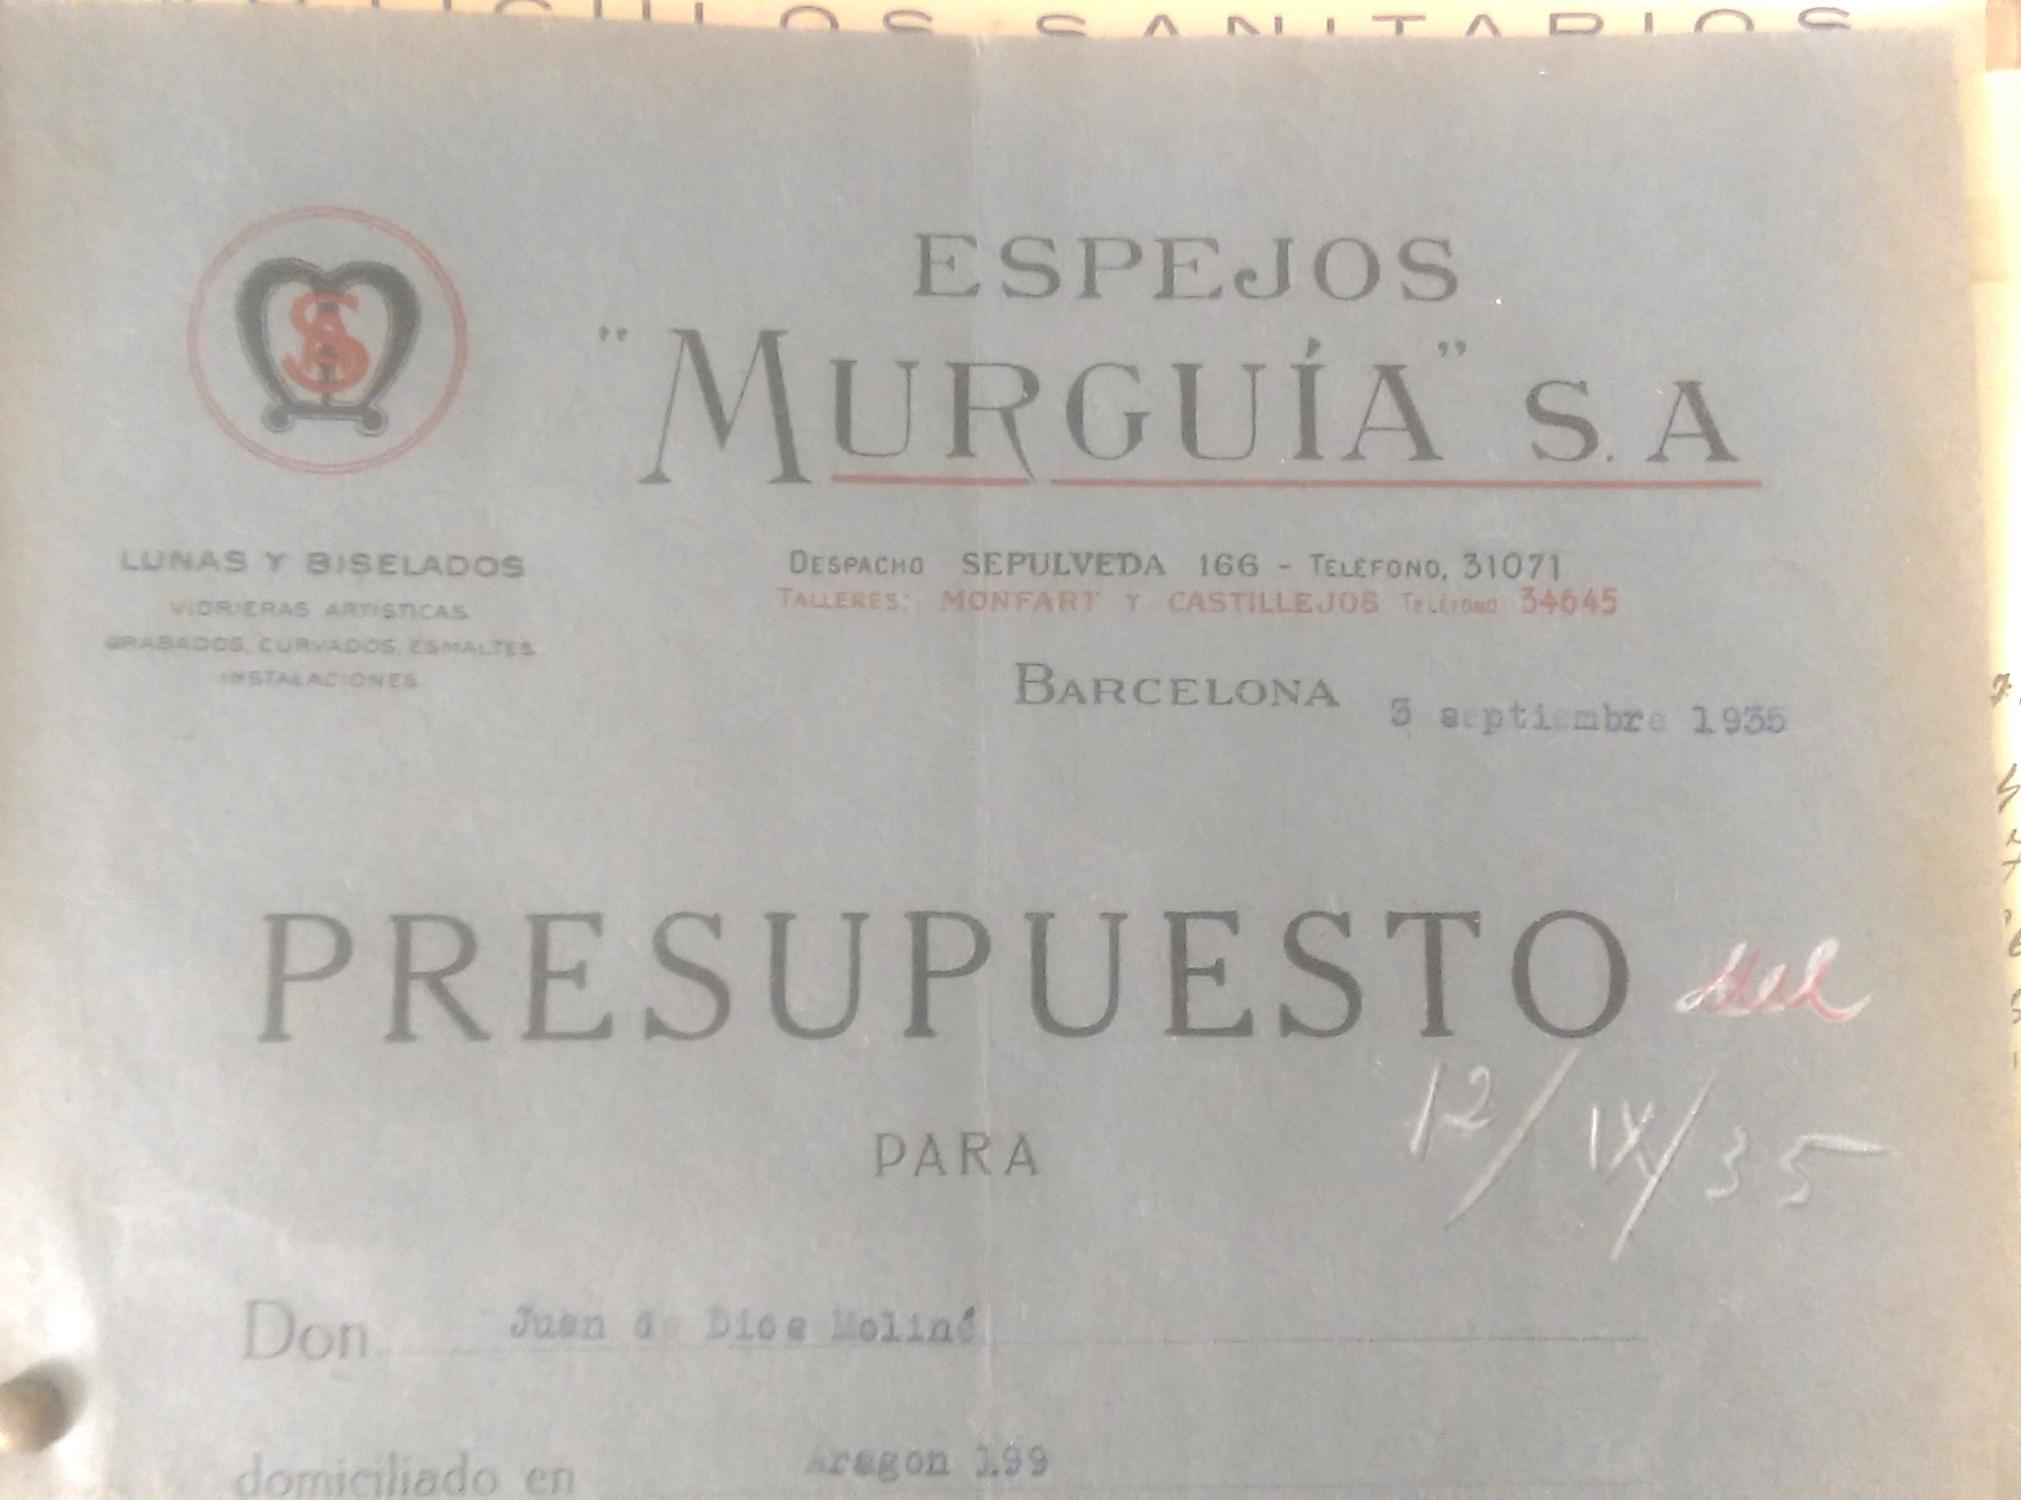 ARTICULOS SANITARIOS
ESPEJOS
"MURGUÍA" S. A
LUNAS Y BISELADOS
VIDRIERAS ARTISTICAS
GRABADOS, CURVADOS, ESMALTES
INSTALACIONES
DESPACHO SEPULVEDA 166 - TELÉFONO, 31071
TALLERES: MONFART Y CASTILLEJOS TELÉFONO 34645
BARCELONA 3 septiembre 1935
PRESUPUESTO del
12/IX/35
PARA
Don Juan de Dios Moliné
domiciliado en Aragon 199